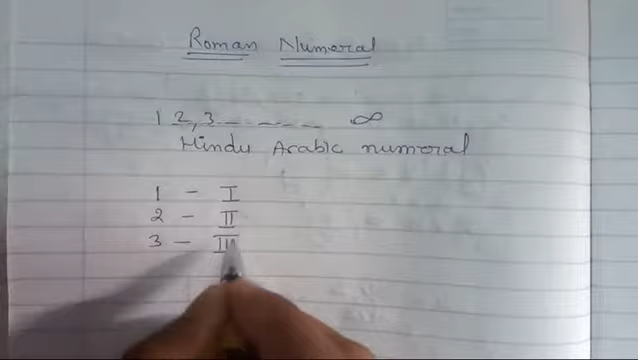 Roman Numeral
1 2, 3 _ _ _ _ _ ∞
Hindu Arabic numeral
1 - I
2 - II
3 - III